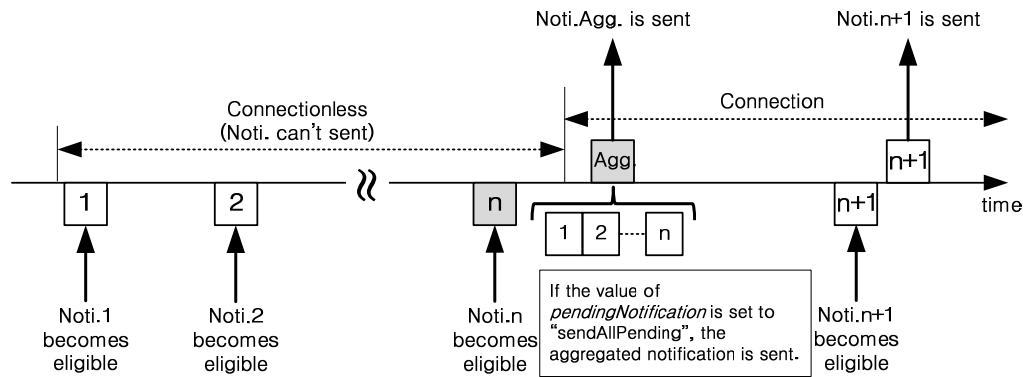 Noti.Agg. is sent
Noti.n+1 is sent
Connectionless
(Noti. can't sent)
Connection
Agg.
n+1
1
2
n
n+1
time
1
2
n
Noti.1
becomes
eligible
Noti.2
becomes
eligible
Noti.n
becomes
eligible
If the value of
pendingNotification is set to
“sendAllPending”, the
aggregated notification is sent.
Noti.n+1
becomes
eligible